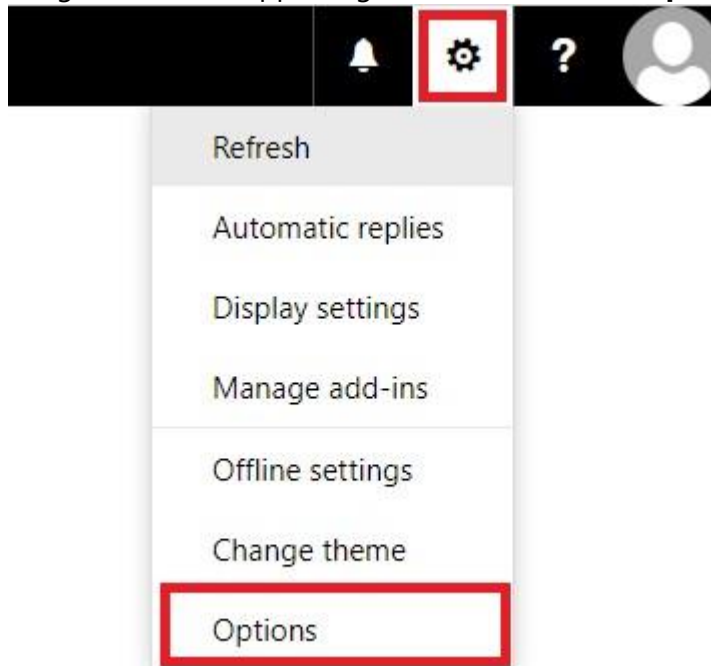 ?
Refresh
Automatic replies
Display settings
Manage add-ins
Offline settings
Change theme
Options